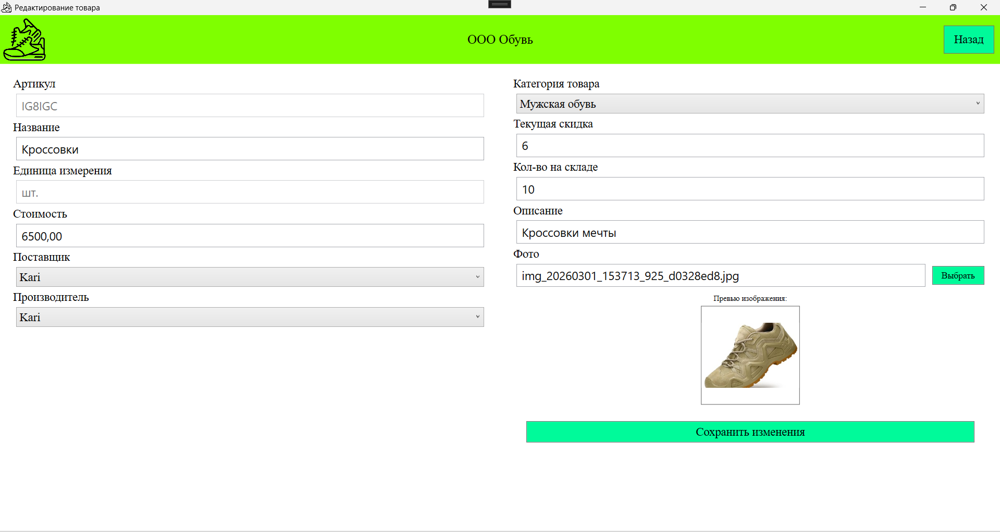 Редактирование товара
ООО Обувь
Назад
Артикул
IG8IGC
Название
Кроссовки
Единица измерения
шт.
Стоимость
6500,00
Поставщик
Kari
Производитель
Kari
Категория товара
Мужская обувь
Текущая скидка
6
Кол-во на складе
10
Описание
Кроссовки мечты
Фото
img_20260301_153713_925_d0328ed8.jpg
Выбрать
Превью изображения:
Сохранить изменения